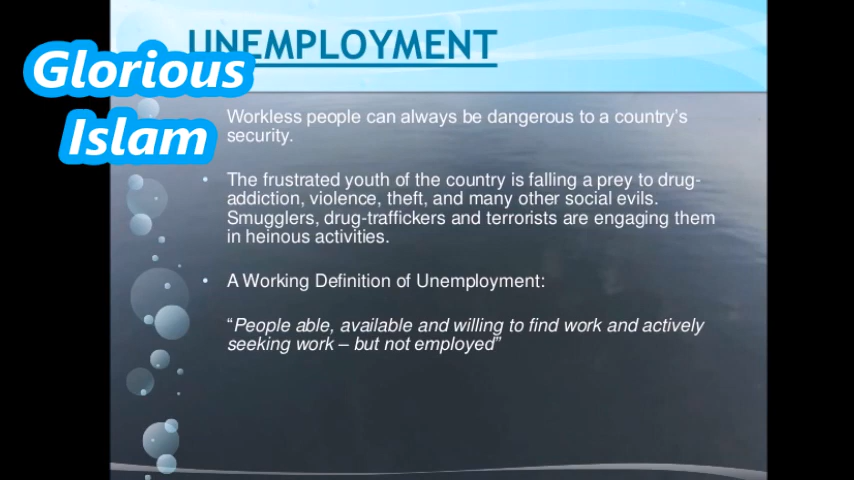 UNEMPLOYMENT
Glorious
Islam
Workless people can always be dangerous to a country's
security.
• The frustrated youth of the country is falling a prey to drug-
addiction, violence, theft, and many other social evils.
Smugglers, drug-traffickers and terrorists are engaging them
in heinous activities.
• A Working Definition of Unemployment:
“People able, available and willing to find work and actively
seeking work – but not employed”